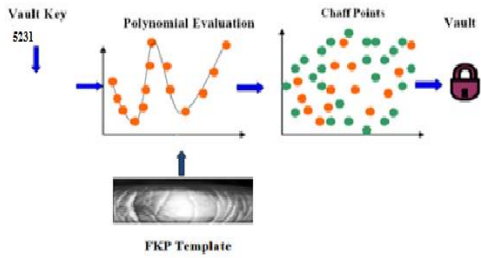 Vault Key
5231
Polynomial Evaluation
Chaff Points
Vault
FKP Template